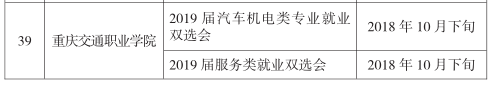 39
重庆交通职业学院
2019 届汽车机电类专业就业
双选会
2018 年 10 月下旬
2019 届服务类就业双选会
2018 年 10 月下旬